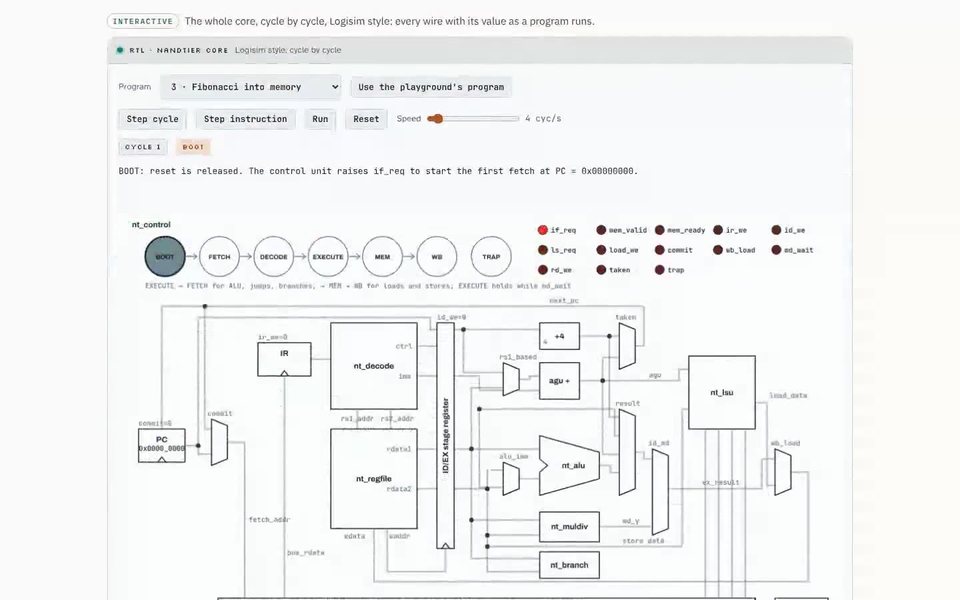 INTERACTIVE The whole core, cycle by cycle, Logisim style: every wire with its value as a program runs.
RTL · NANDTIER CORE Logisim style, cycle by cycle
Program 3 - Fibonacci into memory Use the playground's program
Step cycle Step instruction Run Reset Speed 4 cyc/s
CYCLE 1 BOOT
BOOT: reset is released. The control unit raises if_req to start the first fetch at PC = 0x00000000.
nt_control
if_req mem_valid mem_ready ir_we id_we
BOOT FETCH DECODE EXECUTE MEM WB TRAP
ls_req load_we commit wb_load md_wait
rd_we taken trap
EXECUTE → FETCH for ALU, jumps, branches, → MEM → WB for loads and stores, EXECUTE holds while md_wait
next_pc
id_we=0 taken
ir_we=0
+4
4
IR
ctrl
nt_decode
rs1_based
imm
agu +
agu
nt_lsu
load_data
result
rs1_addr rs2_addr
commit=0 commit
PC
0x0000_0000
ID/EX stage register
rdata1
id_md
wb_load
alu_imm
nt_alu
nt_regfile
rdata2
ex_result
fetch_addr
nt_muldiv
md_y
wdata waddr
store data
bus_rdata
nt_branch